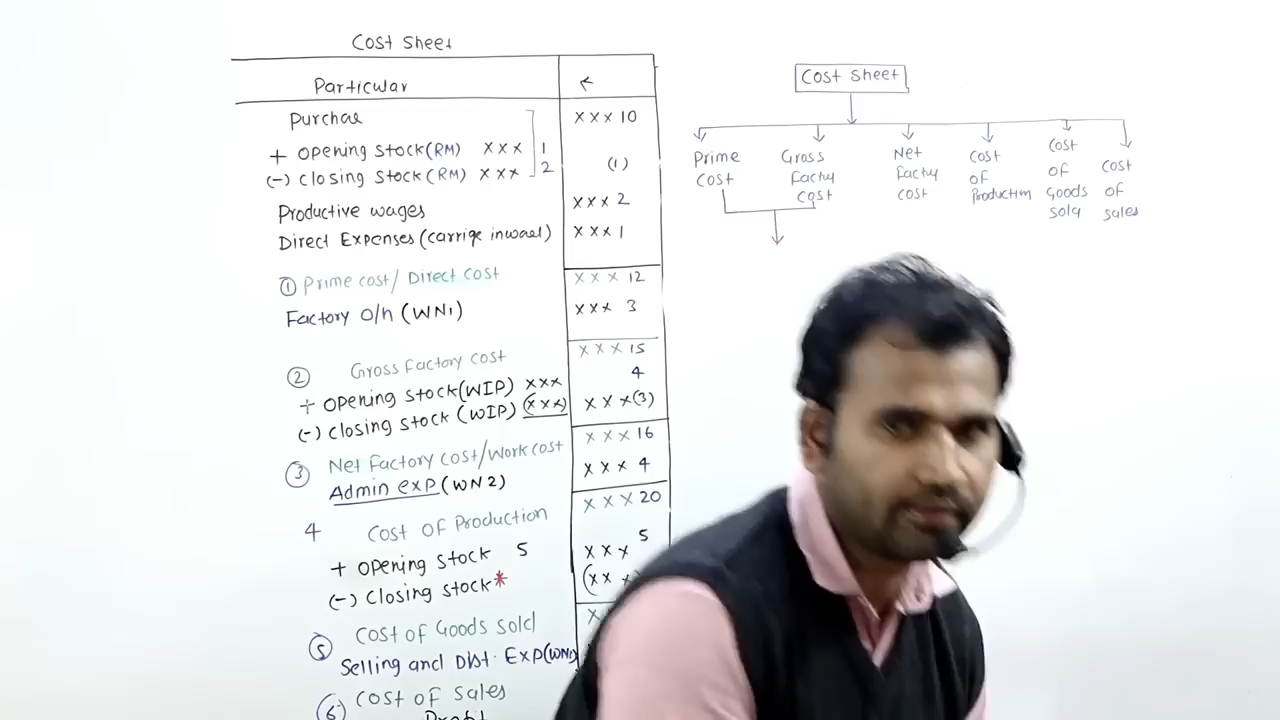 Cost Sheet
Particular ₹
Purchae xxx 10
+ Opening Stock (RM) xxx 1
(-) Closing Stock (RM) xxx 2 (1)
Productive wages xxx 2
Direct Expenses (carrige inward) xxx 1
① Prime cost / Direct cost xxx 12
Factory o/h (WN1) xxx 3
② Gross Factory cost xxx 15
+ Opening Stock (WIP) xxx 4
(-) Closing Stock (WIP) (xxx) xxx (3)
③ Net Factory cost/work cost xxx 16
Admin exp (WN2) xxx 4
4 Cost of Production xxx 20
+ Opening Stock 5 xxx 5
(-) Closing Stock * (xx
⑤ Cost of Goods Sold x
Selling and Dist. Exp
⑥ Cost of Sales
Profit
Cost Sheet
Prime Cost
Gross Facty Cost
Net Facty Cost
Cost of Production
Cost of Goods Sold
Cost of Sales